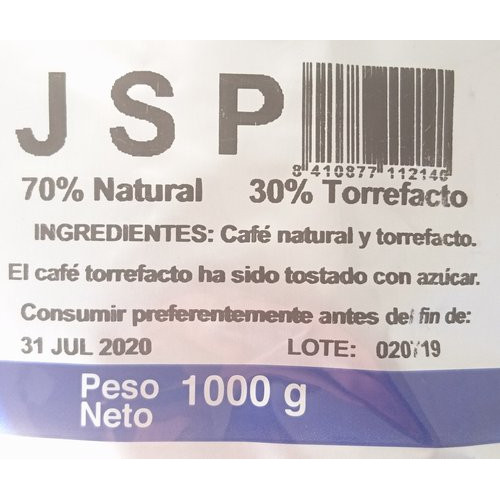 J S P
8 410877 112140
70% Natural 30% Torrefacto
INGREDIENTES: Café natural y torrefacto.
El café torrefacto ha sido tostado con azúcar.
Consumir preferentemente antes del fin de:
31 JUL 2020 LOTE: 020719
Peso Neto 1000 g